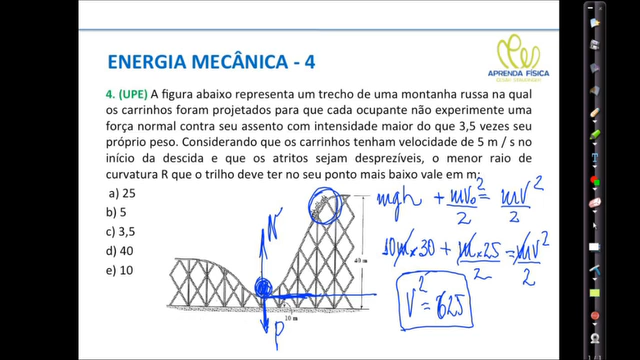 ENERGIA MECÂNICA - 4
APRENDA FÍSICA
4. (UPE) A figura abaixo representa um trecho de uma montanha russa na qual
os carrinhos foram projetados para que cada ocupante não experimente uma
força normal contra seu assento com intensidade maior do que 3,5 vezes seu
próprio peso. Considerando que os carrinhos tenham velocidade de 5 m / s no
início da descida e que os atritos sejam desprezíveis, o menor raio de
curvatura R que o trilho deve ter no seu ponto mais baixo vale em m:
a) 25
b) 5
c) 3,5
d) 40
e) 10
N
40 m
10 m
P
mgh + mv₀²/2 = mv²/2
10m×30 + m×25/2 = mv²/2
V² = 625